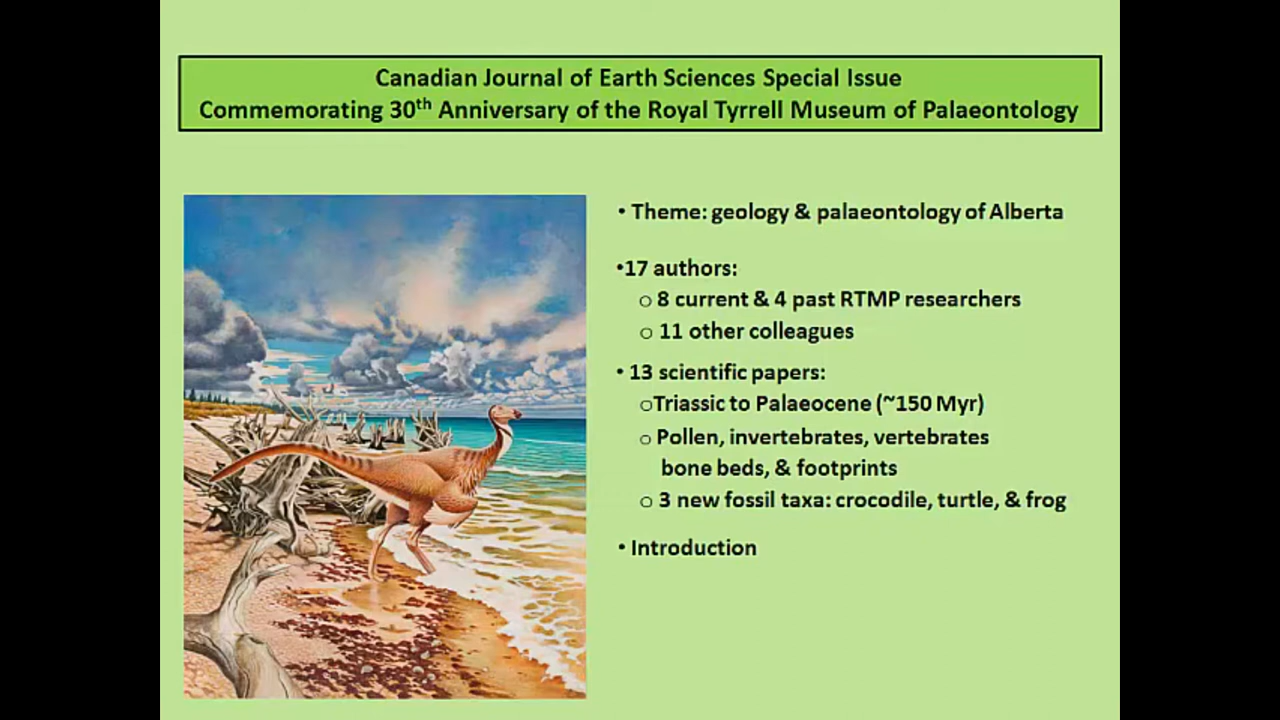 Canadian Journal of Earth Sciences Special Issue
Commemorating 30th Anniversary of the Royal Tyrrell Museum of Palaeontology
• Theme: geology & palaeontology of Alberta
•17 authors:
o 8 current & 4 past RTMP researchers
o 11 other colleagues
• 13 scientific papers:
oTriassic to Palaeocene (~150 Myr)
o Pollen, invertebrates, vertebrates
bone beds, & footprints
o 3 new fossil taxa: crocodile, turtle, & frog
• Introduction